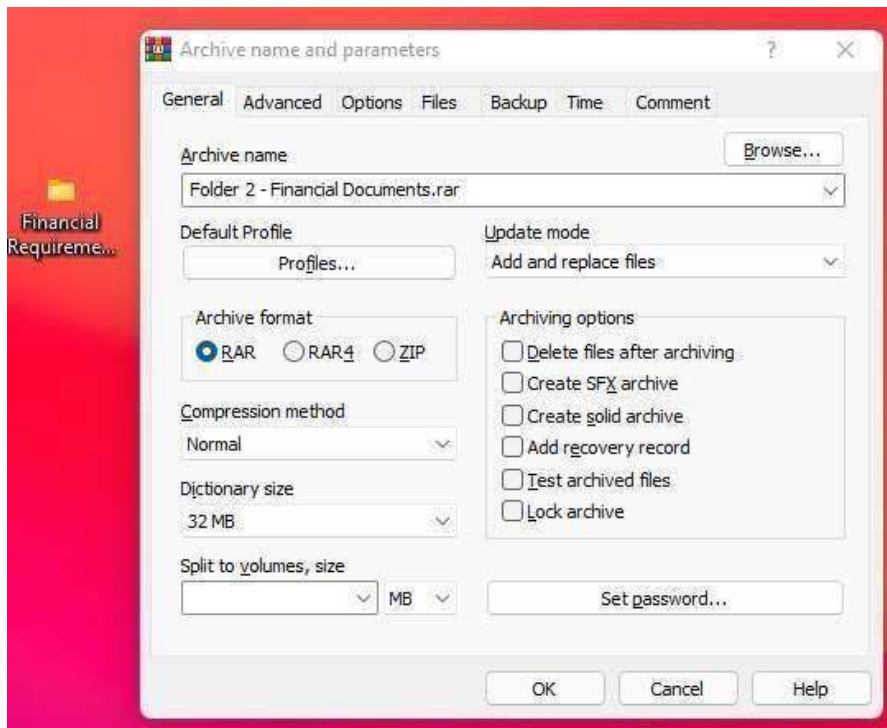 Archive name and parameters
?
General Advanced Options Files Backup Time Comment
Archive name
Browse...
Folder 2 - Financial Documents.rar
Financial
Requireme...
Default Profile
Profiles...
Update mode
Add and replace files
Archive format
RAR RAR4 ZIP
Compression method
Normal
Dictionary size
32 MB
Split to volumes, size
MB
Archiving options
Delete files after archiving
Create SFX archive
Create solid archive
Add recovery record
Test archived files
Lock archive
Set password...
OK Cancel Help